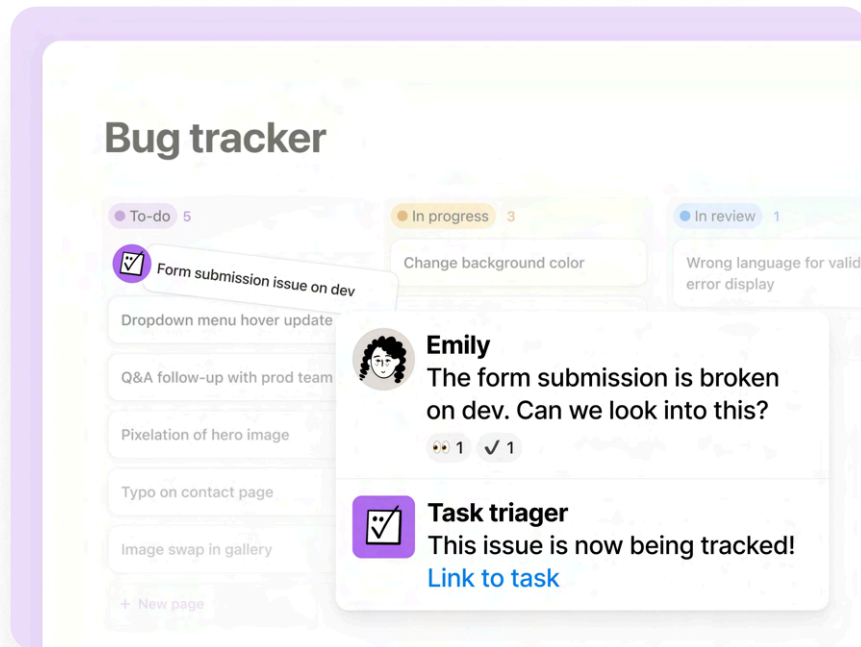 Bug tracker
To-do 5
In progress 3
In review 1
Form submission issue on dev
Dropdown menu hover update
Q&A follow-up with prod team
Pixelation of hero image
Typo on contact page
Image swap in gallery
+ New page
Change background color
Wrong language for valid
error display
Emily
The form submission is broken
on dev. Can we look into this?
👀 1 ✔ 1
Task triager
This issue is now being tracked!
Link to task